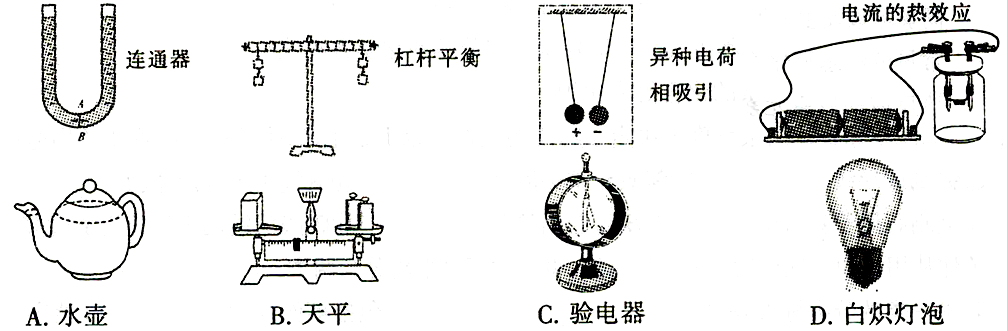 连通器
A
B
杠杆平衡
异种电荷
相吸引
+ −
电流的热效应
A. 水壶
B. 天平
C. 验电器
D. 白炽灯泡